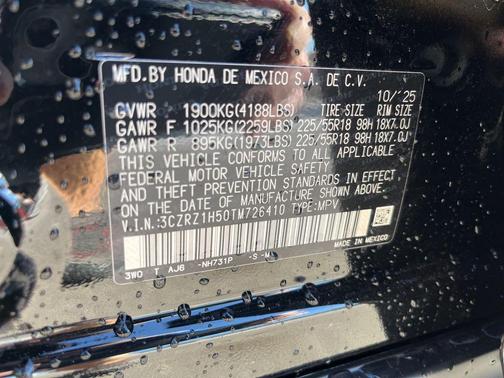 MFD.BY HONDA DE MEXICO S.A. DE C.V.
10/'25
GVWR 1900KG(4188LBS) TIRE SIZE RIM SIZE
GAWR F 1025KG(2259LBS) 225/55R18 98H 18X7.0J
GAWR R 895KG(1973LBS) 225/55R18 98H 18X7.0J
THIS VEHICLE CONFORMS TO ALL APPLICABLE
FEDERAL MOTOR VEHICLE SAFETY, BUMPER,
AND THEFT PREVENTION STANDARDS IN EFFECT
ON THE DATE OF MANUFACTURE SHOWN ABOVE.
V.I.N.:3CZRZ1H50TM726410 TYPE:MPV
3W0 T AJ6 -NH731P -S -M
MADE IN MEXICO